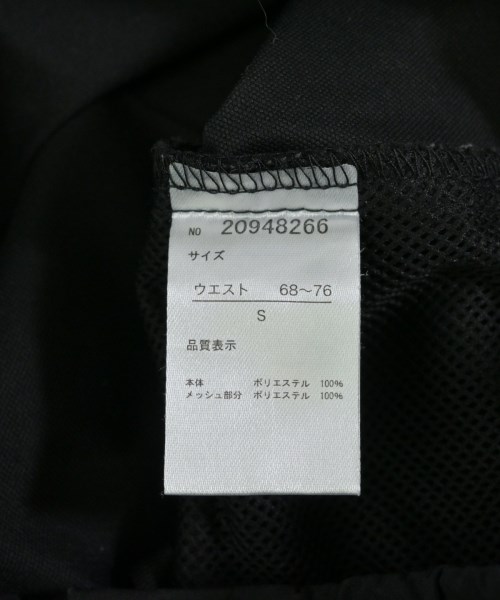 NO 20948266
サイズ
ウエスト 68～76
S
品質表示
本体 ポリエステル 100%
メッシュ部分 ポリエステル 100%